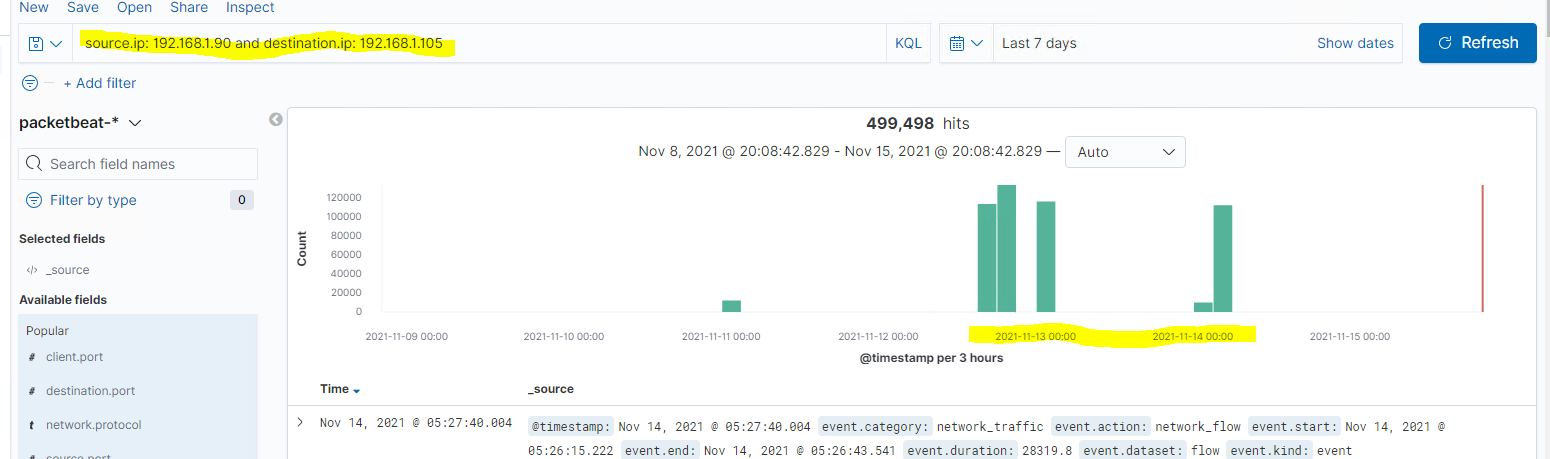 New Save Open Share Inspect
source.ip: 192.168.1.90 and destination.ip: 192.168.1.105 KQL Last 7 days Show dates Refresh
+ Add filter
packetbeat-*
Search field names
Filter by type 0
Selected fields
_source
Available fields
Popular
# client.port
# destination.port
t network.protocol
# source.port
499,498 hits
Nov 8, 2021 @ 20:08:42.829 - Nov 15, 2021 @ 20:08:42.829 — Auto
Count
120000
100000
80000
60000
40000
20000
0
2021-11-09 00:00 2021-11-10 00:00 2021-11-11 00:00 2021-11-12 00:00 2021-11-13 00:00 2021-11-14 00:00 2021-11-15 00:00
@timestamp per 3 hours
Time _source
Nov 14, 2021 @ 05:27:40.004 @timestamp: Nov 14, 2021 @ 05:27:40.004 event.category: network_traffic event.action: network_flow event.start: Nov 14, 2021 @
05:26:15.222 event.end: Nov 14, 2021 @ 05:26:43.541 event.duration: 28319.8 event.dataset: flow event.kind: event